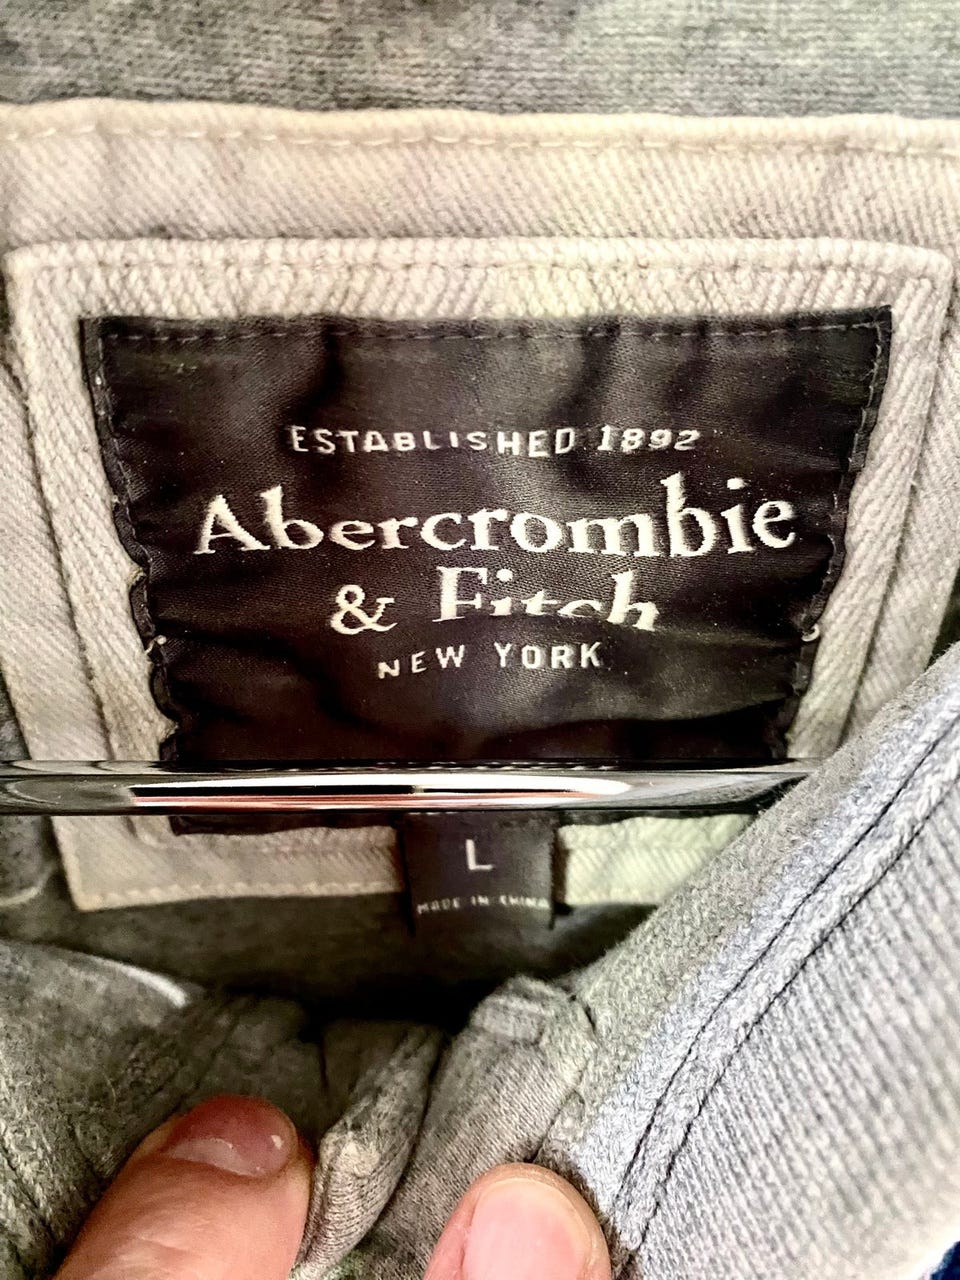 ESTABLISHED 1892
Abercrombie
& Fitch
NEW YORK
L
MADE IN CHINA